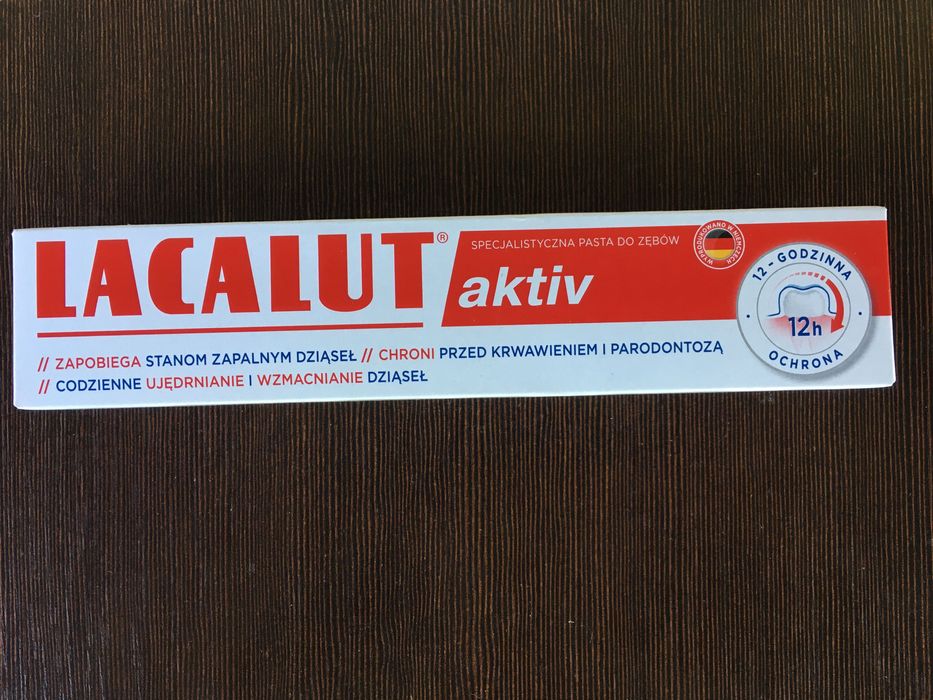 LACALUT®
SPECJALISTYCZNA PASTA DO ZĘBÓW
aktiv
WYPRODUKOWANO W NIEMCZECH
12-GODZINNA
12h
OCHRONA
// ZAPOBIEGA STANOM ZAPALNYM DZIĄSEŁ // CHRONI PRZED KRWAWIENIEM I PARODONTOZĄ
// CODZIENNE UJĘDRNIANIE I WZMACNIANIE DZIĄSEŁ